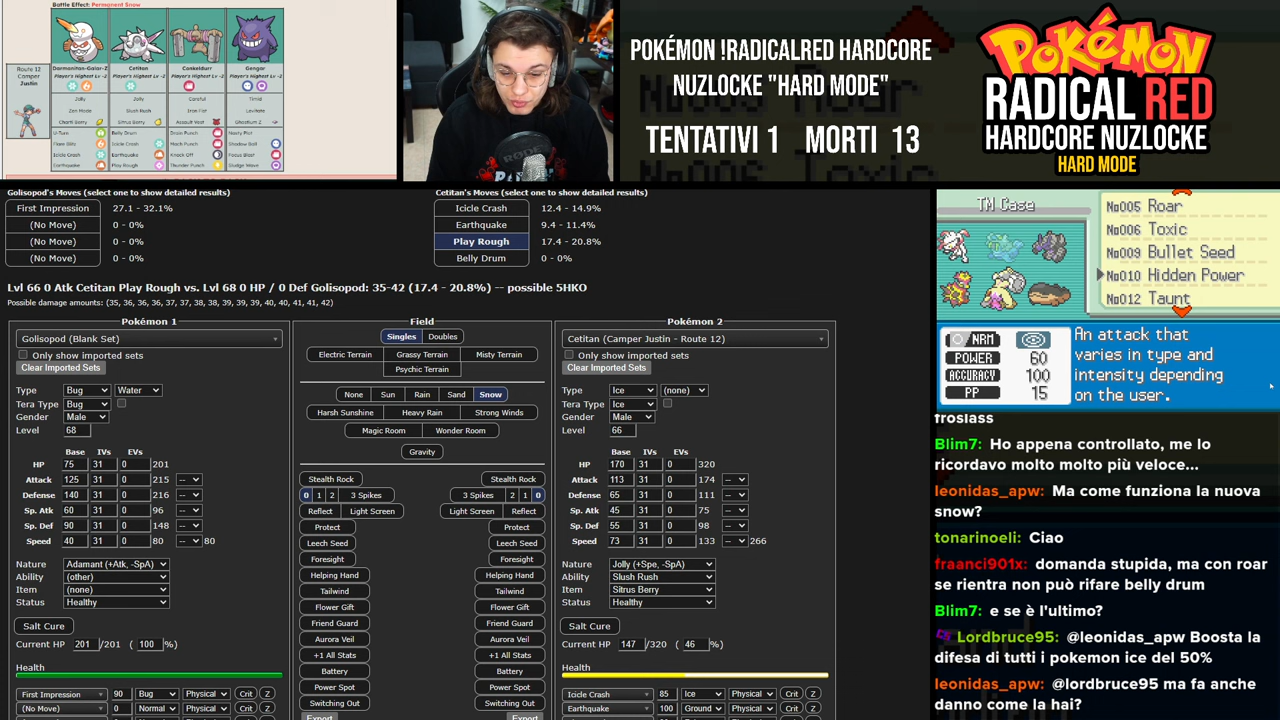 Battle Effect: Permanent Snow
Route 12
Camper
Justin
Darmanitan-Galar-Z
Cetitan
Conkeldurr
Gengar
Player's Highest Lv -2
Player's Highest Lv -2
Player's Highest Lv -2
Player's Highest Lv -2
Jolly
Jolly
Careful
Timid
Zen Mode
Slush Rush
Iron Fist
Levitate
Charti Berry
Sitrus Berry
Assault Vest
Ghostium Z
U-Turn
Belly Drum
Drain Punch
Nasty Plot
Flare Blitz
Icicle Crash
Mach Punch
Shadow Ball
Icicle Crash
Earthquake
Knock Off
Focus Blast
Earthquake
Play Rough
Thunder Punch
Sludge Wave
POKÉMON !RADICALRED HARDCORE
NUZLOCKE "HARD MODE"
TENTATIVI 1 MORTI 13
POKÉMON
RADICAL RED
HARDCORE NUZLOCKE
HARD MODE
Golisopod's Moves (select one to show detailed results)
First Impression 27.1 - 32.1%
(No Move) 0 - 0%
(No Move) 0 - 0%
(No Move) 0 - 0%
Cetitan's Moves (select one to show detailed results)
Icicle Crash 12.4 - 14.9%
Earthquake 9.4 - 11.4%
Play Rough 17.4 - 20.8%
Belly Drum 0 - 0%
Lvl 66 0 Atk Cetitan Play Rough vs. Lvl 68 0 HP / 0 Def Golisopod: 35-42 (17.4 - 20.8%) -- possible 5HKO
Possible damage amounts: (35, 36, 36, 36, 37, 37, 38, 38, 39, 39, 39, 40, 40, 41, 41, 42)
Pokémon 1
Golisopod (Blank Set)
Only show imported sets
Clear Imported Sets
Type Bug Water
Tera Type Bug
Gender Male
Level 68
Base IVs EVs
HP 75 31 0 201
Attack 125 31 0 215 --
Defense 140 31 0 216 --
Sp. Atk 60 31 0 96 --
Sp. Def 90 31 0 148 --
Speed 40 31 0 80 -- 80
Nature Adamant (+Atk, -SpA)
Ability (other)
Item (none)
Status Healthy
Salt Cure
Current HP 201 /201 ( 100 %)
Health
First Impression 90 Bug Physical Crit Z
(No Move) 0 Normal Physical Crit Z
Field
Singles Doubles
Electric Terrain Grassy Terrain Misty Terrain
Psychic Terrain
None Sun Rain Sand Snow
Harsh Sunshine Heavy Rain Strong Winds
Magic Room Wonder Room
Gravity
Stealth Rock Stealth Rock
0 1 2 3 Spikes 3 Spikes 2 1 0
Reflect Light Screen Light Screen Reflect
Protect Protect
Leech Seed Leech Seed
Foresight Foresight
Helping Hand Helping Hand
Tailwind Tailwind
Flower Gift Flower Gift
Friend Guard Friend Guard
Aurora Veil Aurora Veil
+1 All Stats +1 All Stats
Battery Battery
Power Spot Power Spot
Switching Out Switching Out
Export Export
Pokémon 2
Cetitan (Camper Justin - Route 12)
Only show imported sets
Clear Imported Sets
Type Ice (none)
Tera Type Ice
Gender Male
Level 66
Base IVs EVs
HP 170 31 0 320
Attack 113 31 0 174 --
Defense 65 31 0 111 --
Sp. Atk 45 31 0 75 --
Sp. Def 55 31 0 98 --
Speed 73 31 0 133 -- 266
Nature Jolly (+Spe, -SpA)
Ability Slush Rush
Item Sitrus Berry
Status Healthy
Salt Cure
Current HP 147 /320 ( 46 %)
Health
Icicle Crash 85 Ice Physical Crit Z
Earthquake 100 Ground Physical Crit Z
TM Case
No005 Roar
No006 Toxic
No009 Bullet Seed
No010 Hidden Power
No012 Taunt
NRM
POWER 60
ACCURACY 100
PP 15
An attack that
varies in type and
intensity depending
on the user.
froslass
Blim7: Ho appena controllato, me lo
ricordavo molto molto più veloce...
leonidas_apw: Ma come funziona la nuova
snow?
tonarinoeli: Ciao
fraanci901x: domanda stupida, ma con roar
se rientra non può rifare belly drum
Blim7: e se è l'ultimo?
Lordbruce95: @leonidas_apw Boosta la
difesa di tutti i pokemon ice del 50%
leonidas_apw: @lordbruce95 ma fa anche
danno come la hai?